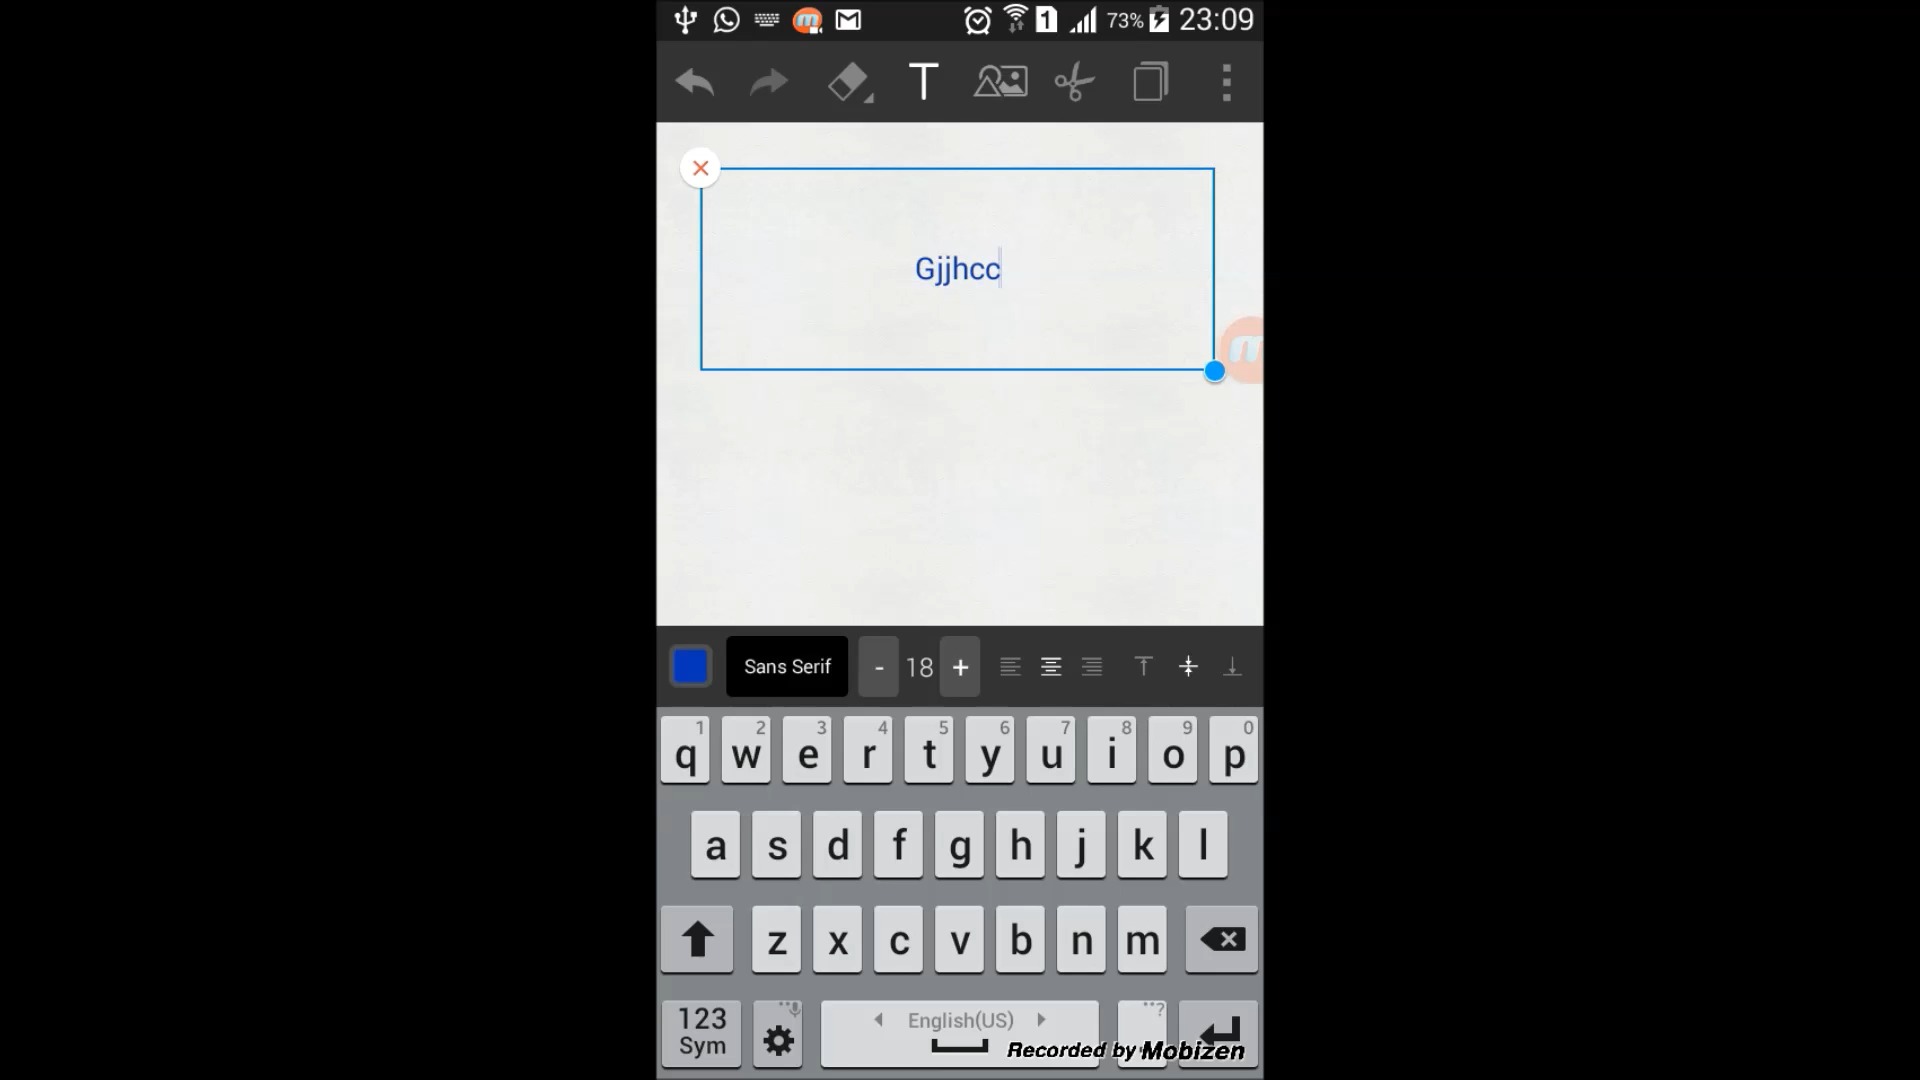 1 73% 23:09
T
Gjjhcc
Sans Serif - 18 +
1 2 3 4 5 6 7 8 9 0
q w e r t y u i o p
a s d f g h j k l
z x c v b n m
123 English(US) ?
Sym
Recorded by Mobizen